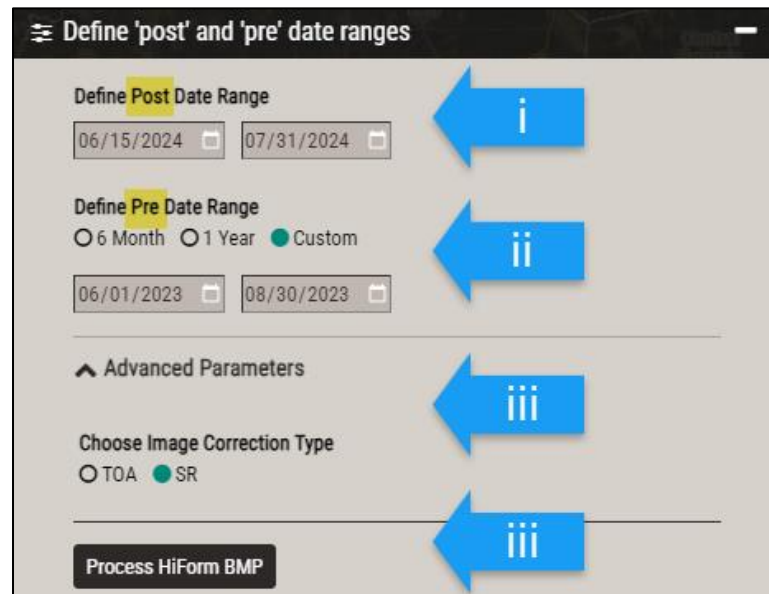 Define 'post' and 'pre' date ranges
Define Post Date Range
06/15/2024 07/31/2024
i
Define Pre Date Range
6 Month 1 Year Custom
ii
06/01/2023 08/30/2023
Advanced Parameters
iii
Choose Image Correction Type
TOA SR
iii
Process HiForm BMP